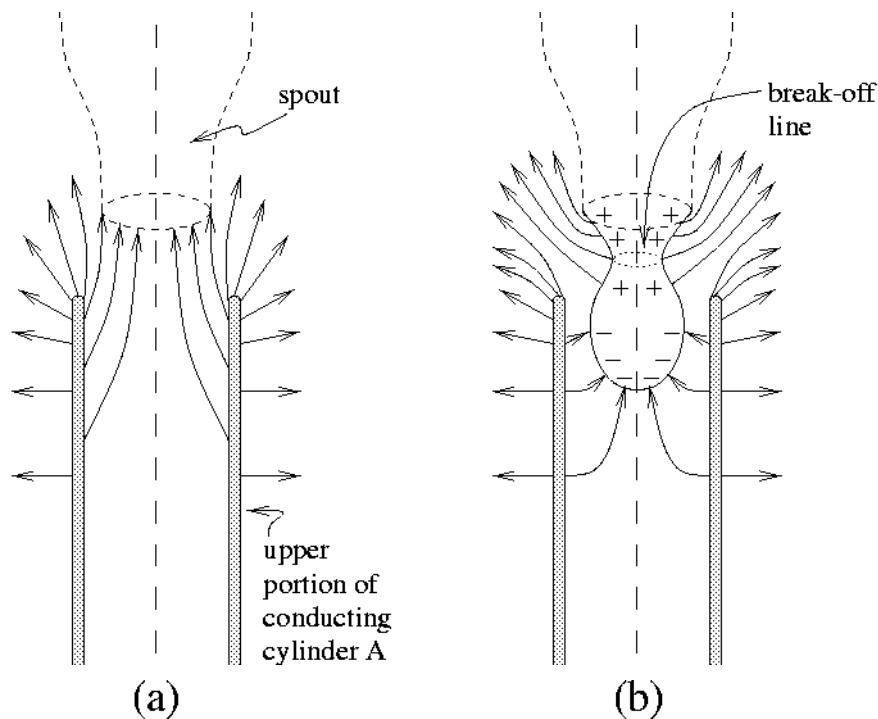 spout
upper
portion of
conducting
cylinder A
(a)
break-off
line
+ +
+ +
+ +
− −
− −
− −
(b)